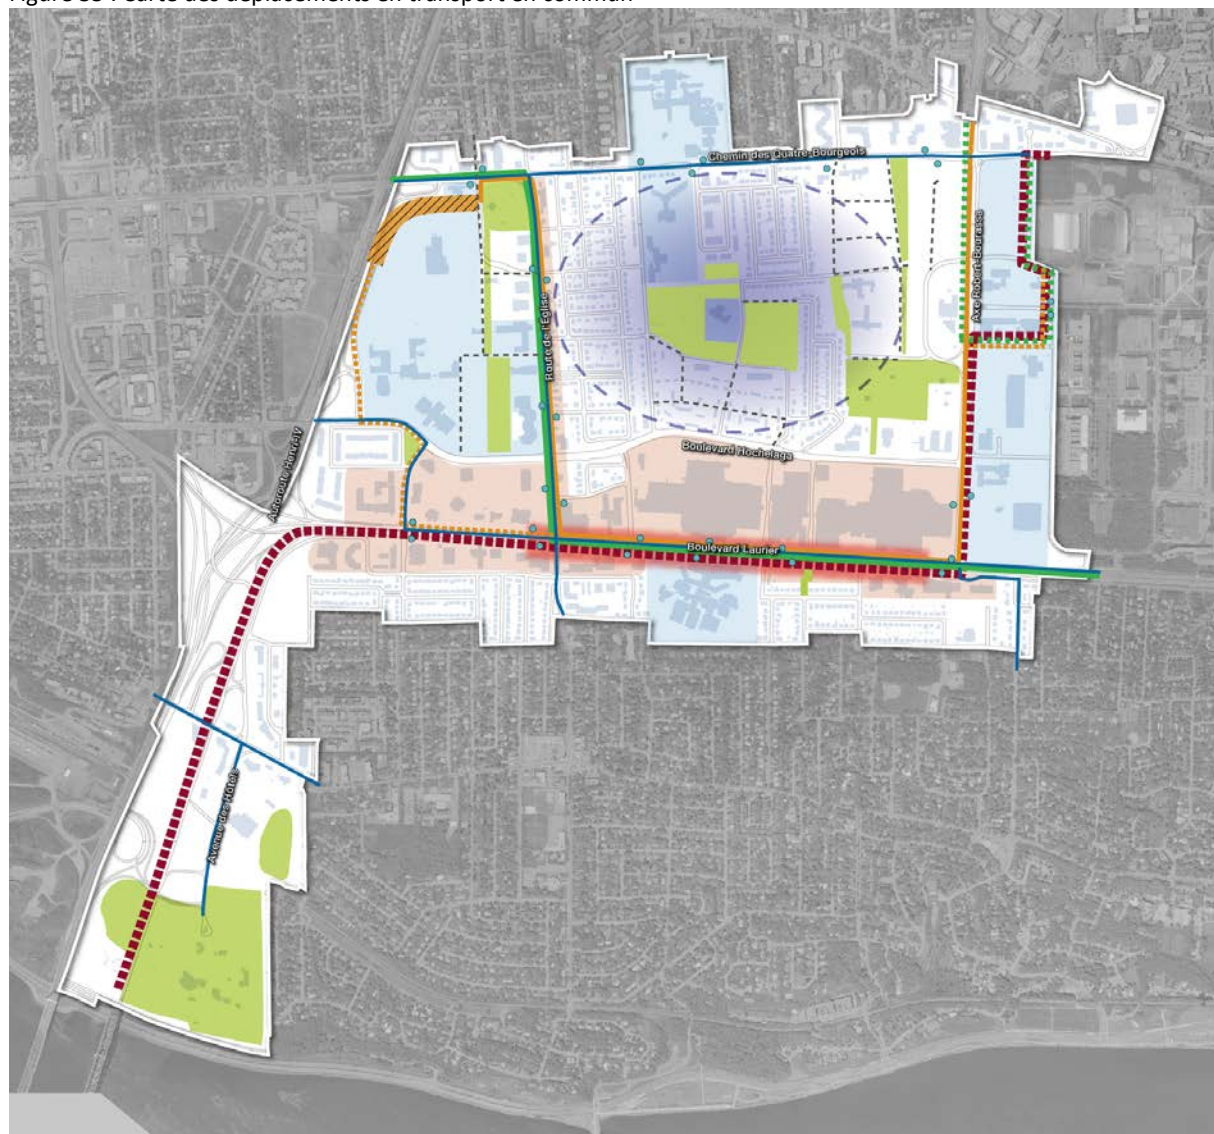 Chemin des Quatre-Bourgeois
Axe Robert-Bourassa
Route de l'Église
Autoroute Henri-IV
Boulevard Hochelaga
Boulevard Laurier
Avenue des Hôtels